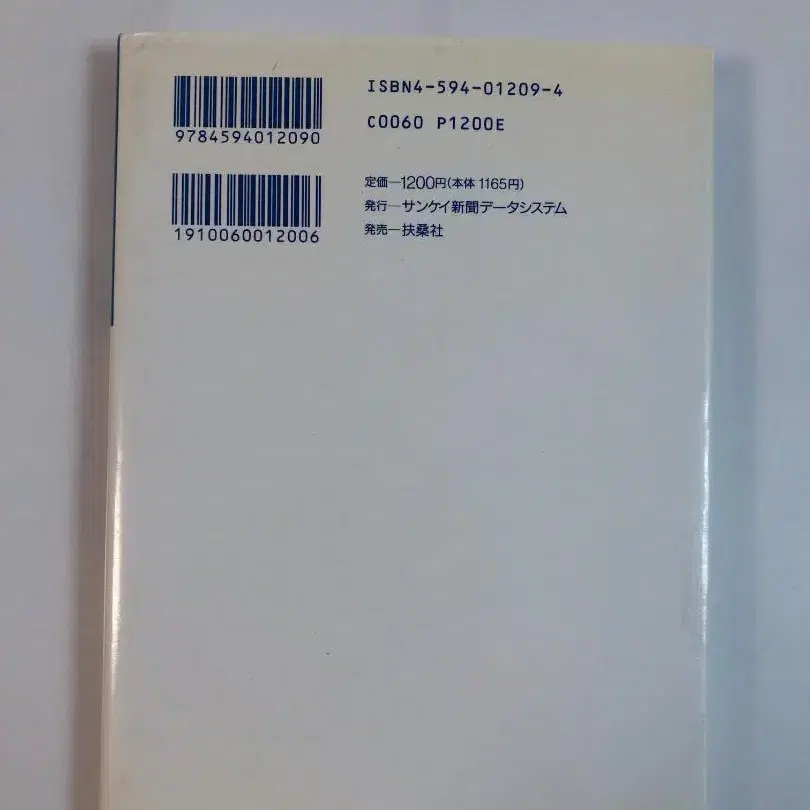 ISBN4-594-01209-4
9784594012090
C0060 P1200E
定価─1200円(本体 1165円)
発行─サンケイ新聞データシステム
発売─扶桑社
1910060012006